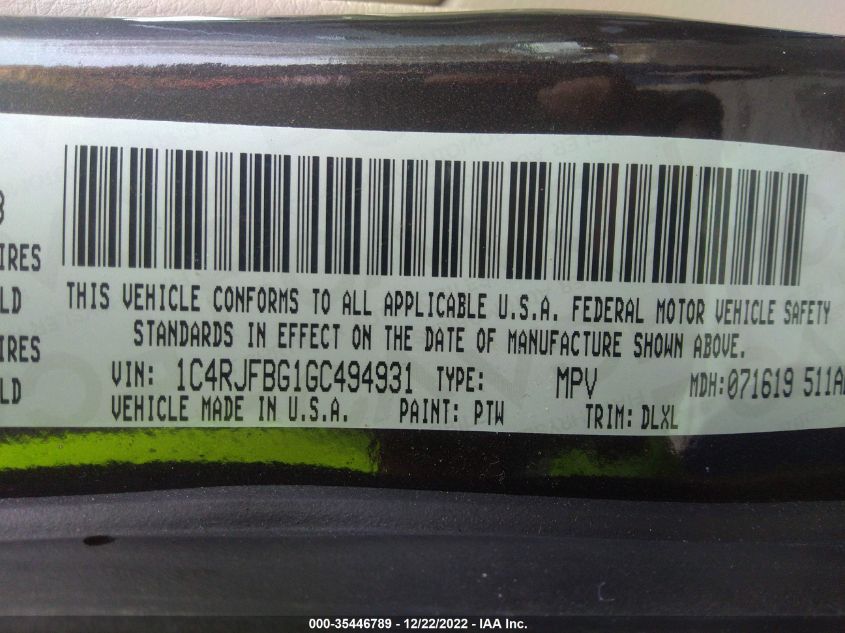 3
IRES
LD
IRES
LD
THIS VEHICLE CONFORMS TO ALL APPLICABLE U.S.A. FEDERAL MOTOR VEHICLE SAFETY
STANDARDS IN EFFECT ON THE DATE OF MANUFACTURE SHOWN ABOVE.
VIN: 1C4RJFBG1GC494931 TYPE: MPV MDH:071619 511A
VEHICLE MADE IN U.S.A. PAINT: PTW TRIM: DLXL
000-35446789 - 12/22/2022 - IAA Inc.